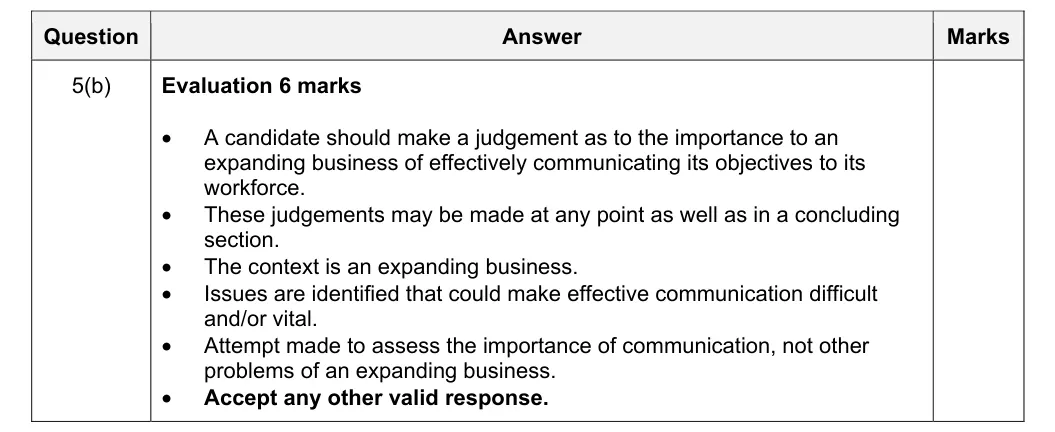 Question Answer Marks
5(b) Evaluation 6 marks
• A candidate should make a judgement as to the importance to an
expanding business of effectively communicating its objectives to its
workforce.
• These judgements may be made at any point as well as in a concluding
section.
• The context is an expanding business.
• Issues are identified that could make effective communication difficult
and/or vital.
• Attempt made to assess the importance of communication, not other
problems of an expanding business.
• Accept any other valid response.